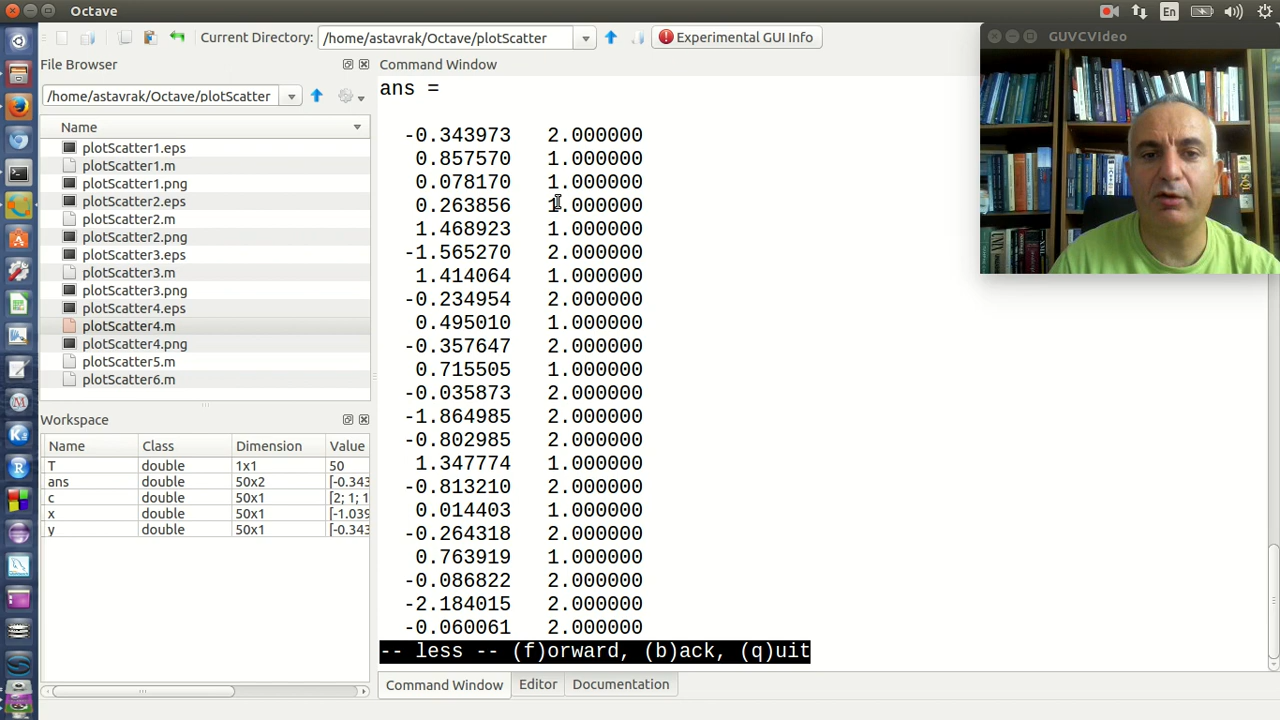 Octave
En
Current Directory: /home/astavrak/Octave/plotScatter Experimental GUI Info
GUVCVIdeo
File Browser
Command Window
/home/astavrak/Octave/plotScatter
Name
plotScatter1.eps
plotScatter1.m
plotScatter1.png
plotScatter2.eps
plotScatter2.m
plotScatter2.png
plotScatter3.eps
plotScatter3.m
plotScatter3.png
plotScatter4.eps
plotScatter4.m
plotScatter4.png
plotScatter5.m
plotScatter6.m
Workspace
Name Class Dimension Value
T double 1x1 50
ans double 50x2 [-0.343
c double 50x1 [2; 1; 1
x double 50x1 [-1.039
y double 50x1 [-0.343
ans =
-0.343973 2.000000
0.857570 1.000000
0.078170 1.000000
0.263856 1.000000
1.468923 1.000000
-1.565270 2.000000
1.414064 1.000000
-0.234954 2.000000
0.495010 1.000000
-0.357647 2.000000
0.715505 1.000000
-0.035873 2.000000
-1.864985 2.000000
-0.802985 2.000000
1.347774 1.000000
-0.813210 2.000000
0.014403 1.000000
-0.264318 2.000000
0.763919 1.000000
-0.086822 2.000000
-2.184015 2.000000
-0.060061 2.000000
-- less -- (f)orward, (b)ack, (q)uit
Command Window Editor Documentation